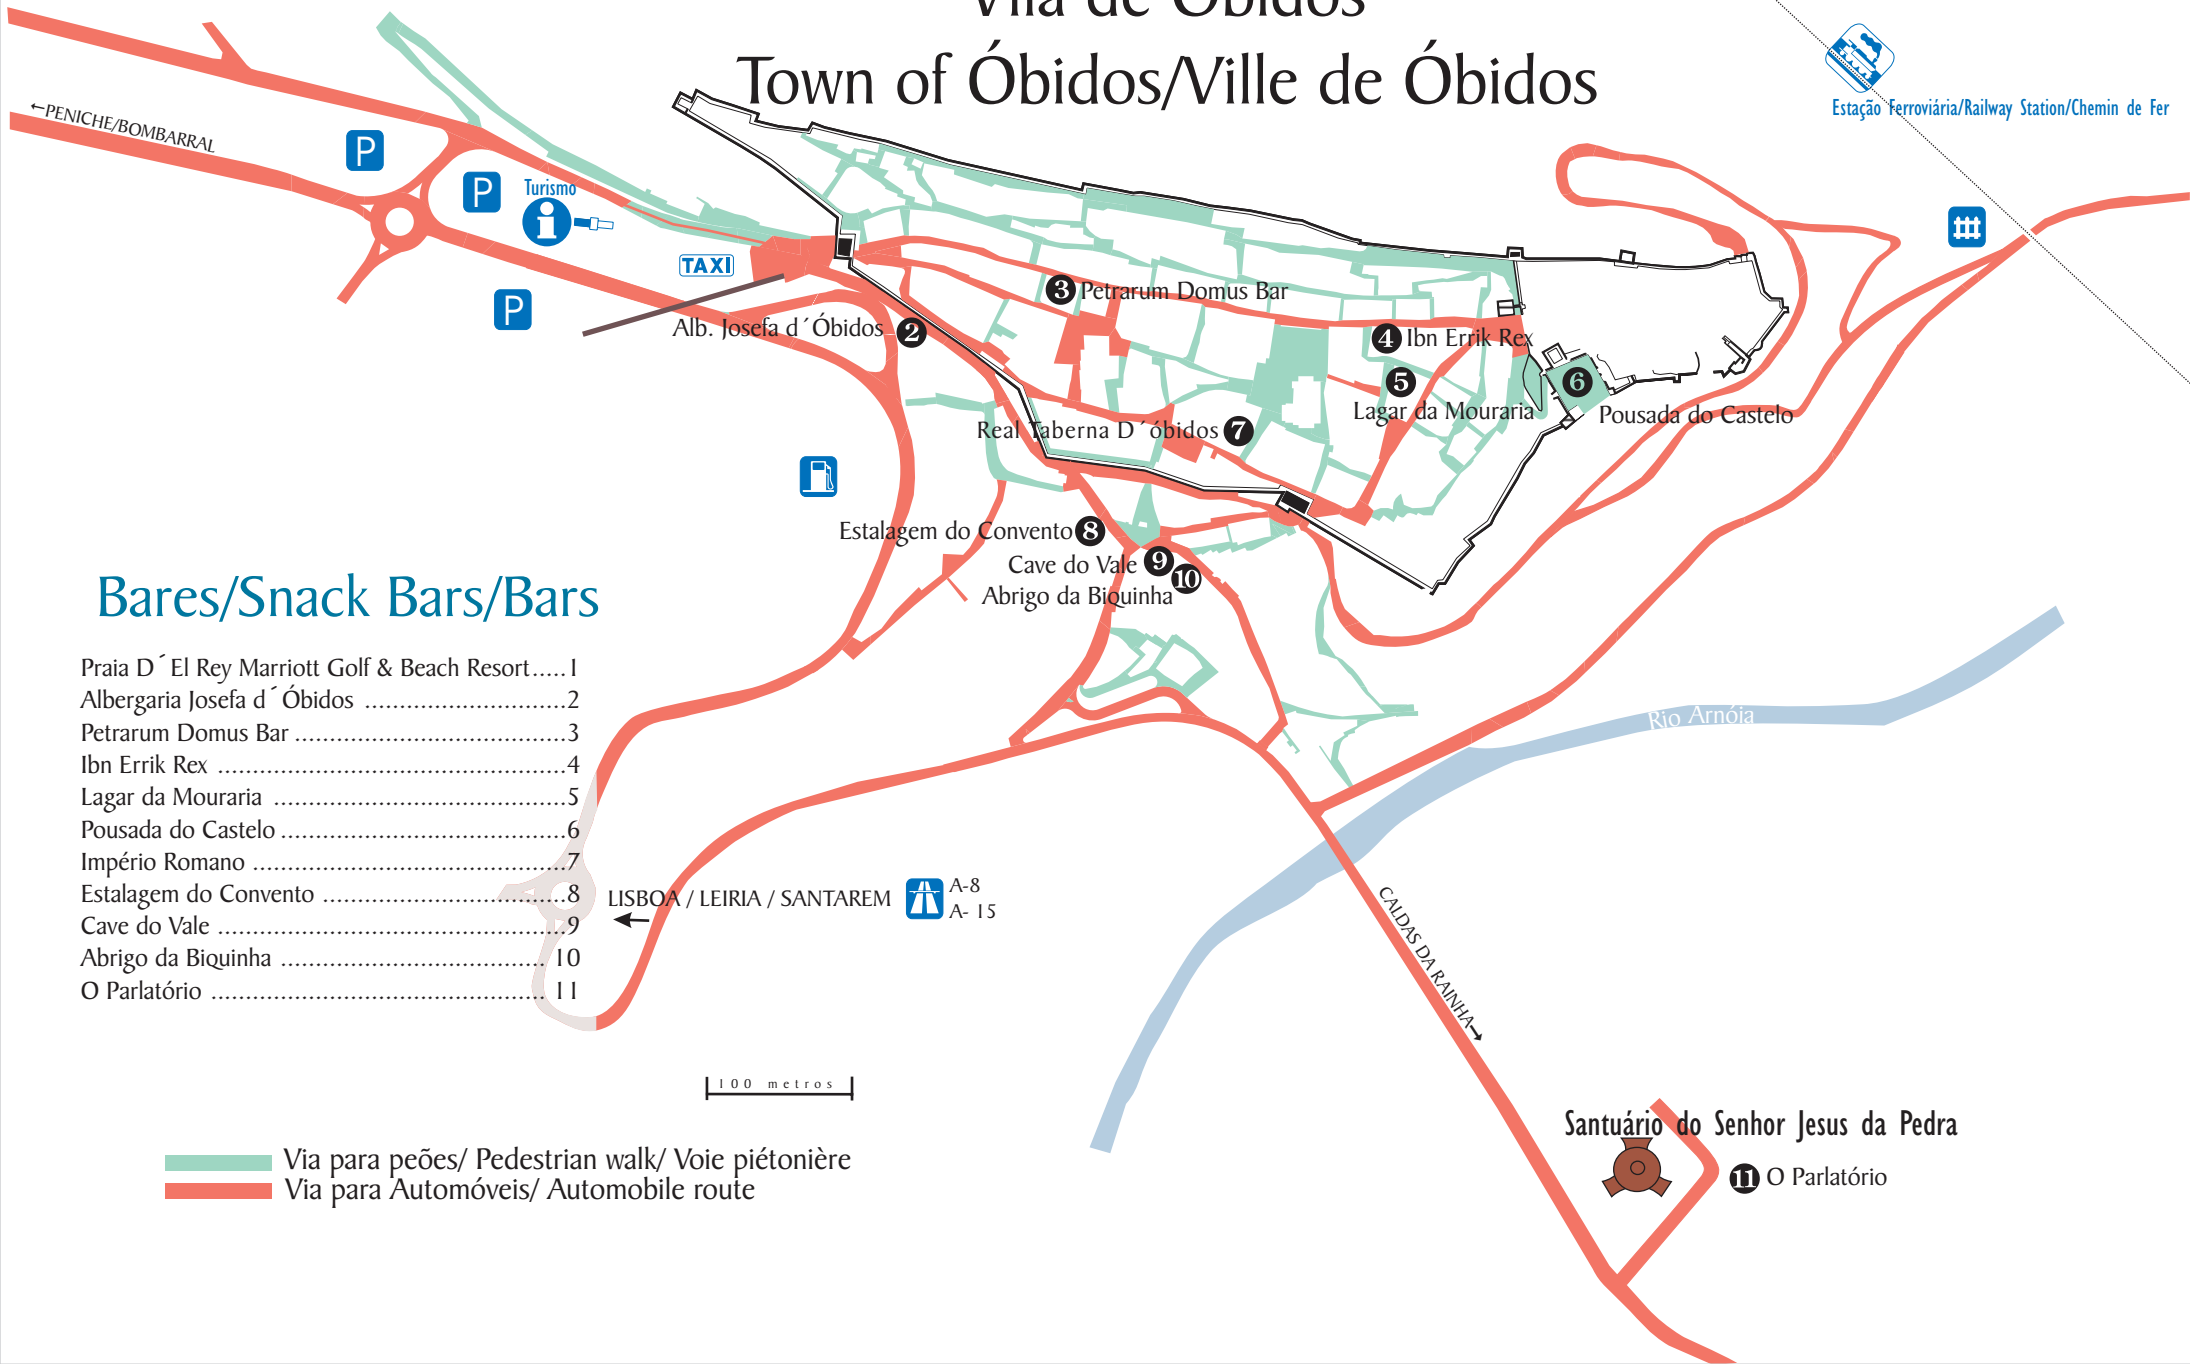 Vila de Óbidos
Town of Óbidos/Ville de Óbidos
Estação Ferroviária/Railway Station/Chemin de Fer
←PENICHE/BOMBARRAL
P
P
Turismo
i
TAXI
P
3 Petrarum Domus Bar
Alb. Josefa d´Óbidos 2
4 Ibn Errik Rex
5
Lagar da Mouraria
6
Pousada do Castelo
Real Taberna D´óbidos 7
Estalagem do Convento 8
Cave do Vale 9
10
Abrigo da Biquinha
Bares/Snack Bars/Bars
Praia D´El Rey Marriott Golf & Beach Resort.....1
Albergaria Josefa d´Óbidos .............................2
Petrarum Domus Bar .......................................3
Ibn Errik Rex ..................................................4
Lagar da Mouraria ..........................................5
Pousada do Castelo .........................................6
Império Romano .............................................7
Estalagem do Convento ...................................8
Cave do Vale ..................................................9
Abrigo da Biquinha ...................................... 10
O Parlatório ................................................ 11
Rio Arnóia
LISBOA / LEIRIA / SANTAREM
A-8
A- 15
CALDAS DA RAINHA→
100 metros
Santuário do Senhor Jesus da Pedra
11 O Parlatório
Via para peões/ Pedestrian walk/ Voie piétonière
Via para Automóveis/ Automobile route